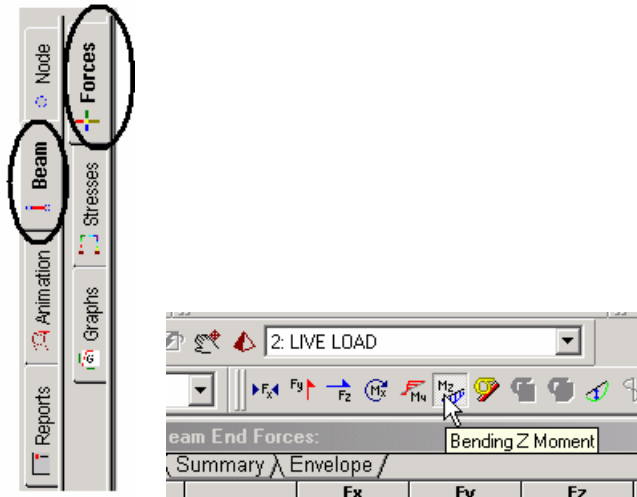 Node
Beam
Animation
Reports
Forces
Stresses
Graphs
2: LIVE LOAD
Fx Fy Fz Mx My Mz
eam End Forces:
Bending Z Moment
Summary Envelope
Fx Fy Fz